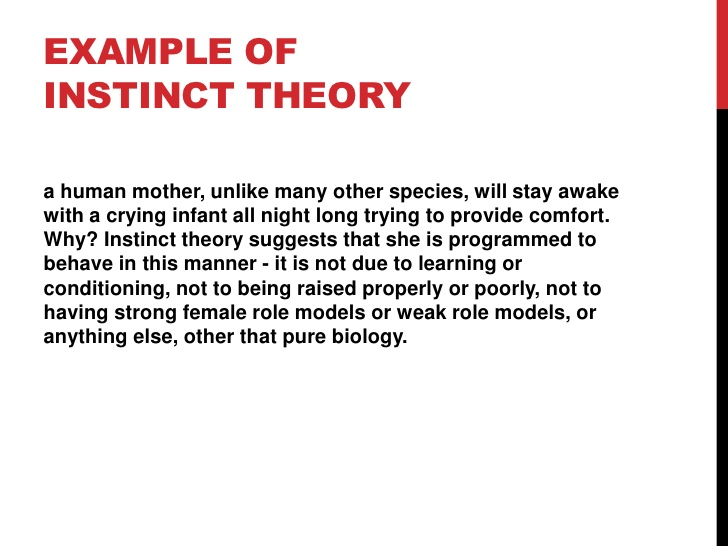 EXAMPLE OF
INSTINCT THEORY
a human mother, unlike many other species, will stay awake
with a crying infant all night long trying to provide comfort.
Why? Instinct theory suggests that she is programmed to
behave in this manner - it is not due to learning or
conditioning, not to being raised properly or poorly, not to
having strong female role models or weak role models, or
anything else, other that pure biology.